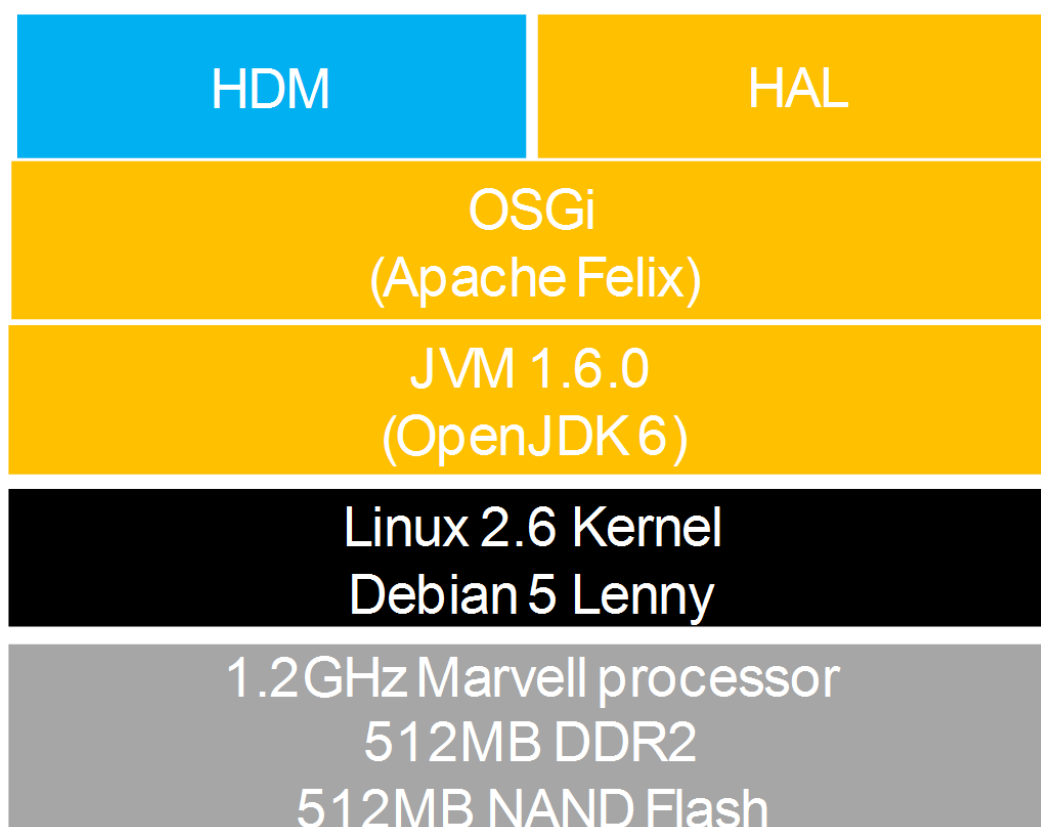 HDM
HAL
OSGi
(Apache Felix)
JVM 1.6.0
(OpenJDK 6)
Linux 2.6 Kernel
Debian 5 Lenny
1.2GHz Marvell processor
512MB DDR2
512MB NAND Flash